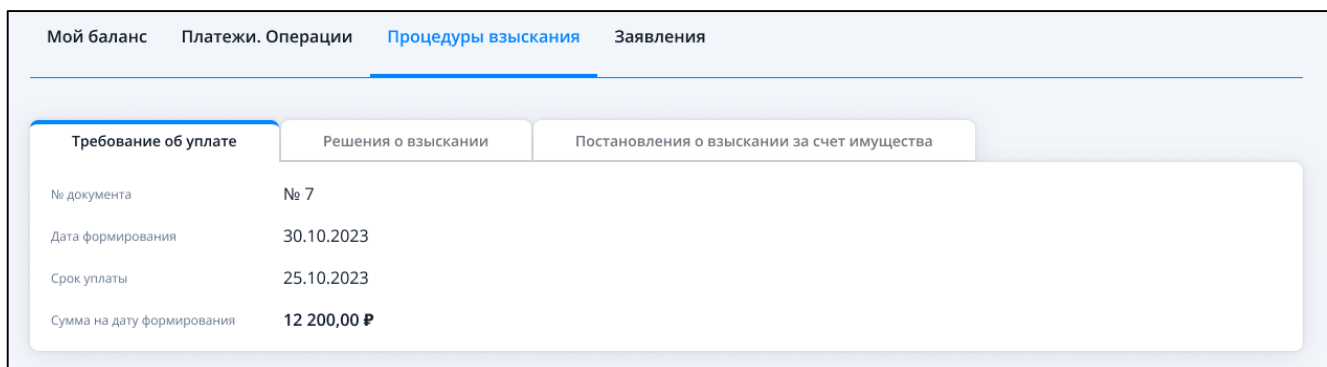 Мой баланс Платежи. Операции Процедуры взыскания Заявления
Требование об уплате Решения о взыскании Постановления о взыскании за счет имущества
№ документа № 7
Дата формирования 30.10.2023
Срок уплаты 25.10.2023
Сумма на дату формирования 12 200,00 ₽